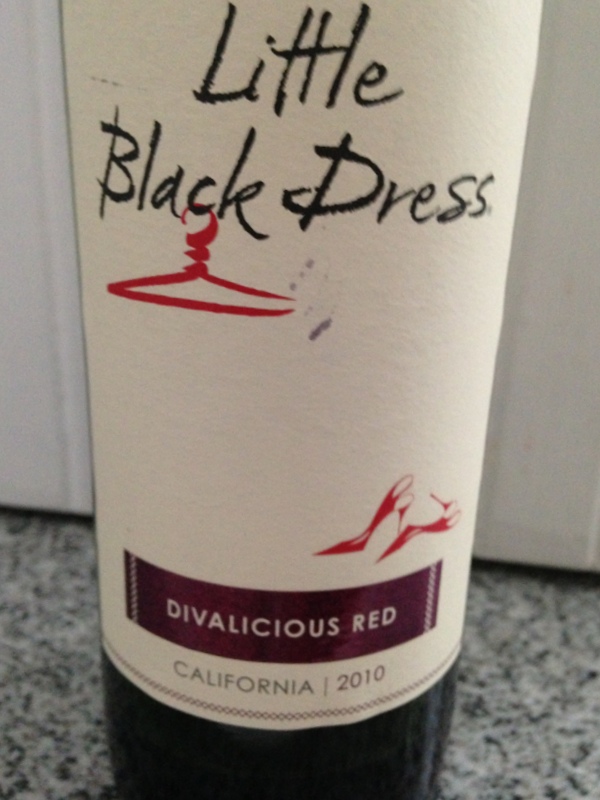 Little
Black Dress
DIVALICIOUS RED
CALIFORNIA | 2010